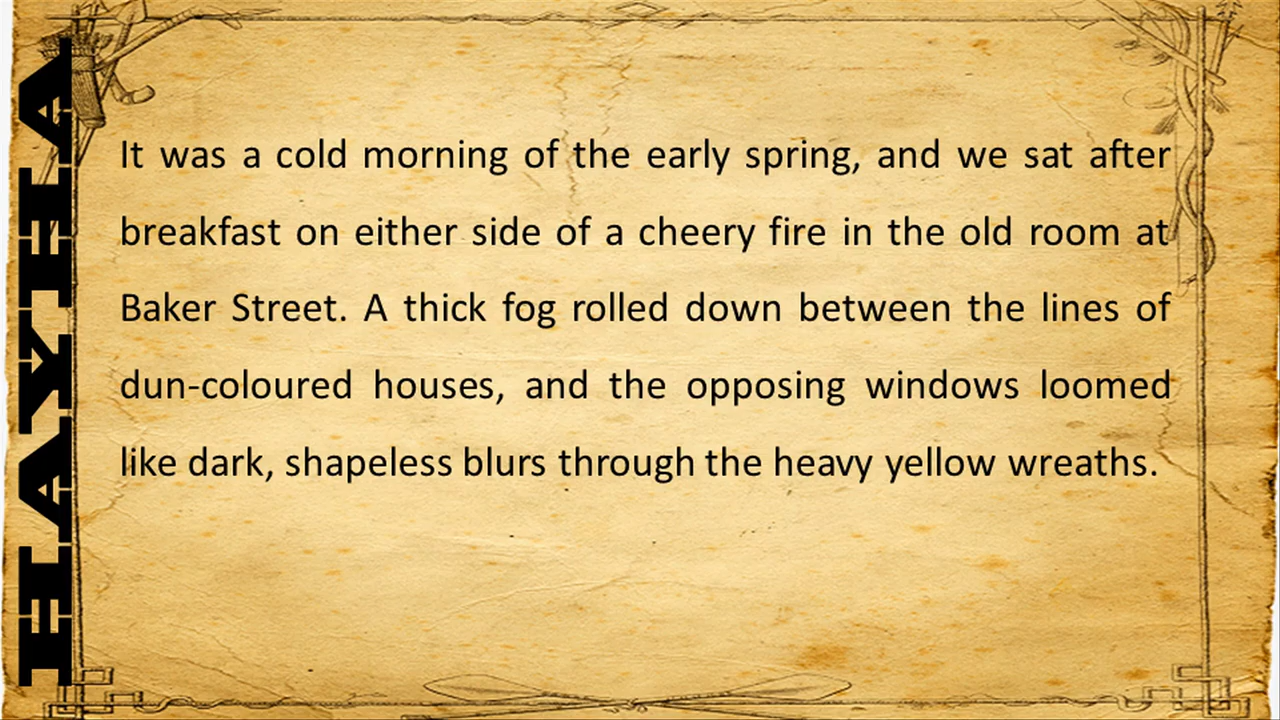 HAYHA
It was a cold morning of the early spring, and we sat after
breakfast on either side of a cheery fire in the old room at
Baker Street. A thick fog rolled down between the lines of
dun-coloured houses, and the opposing windows loomed
like dark, shapeless blurs through the heavy yellow wreaths.